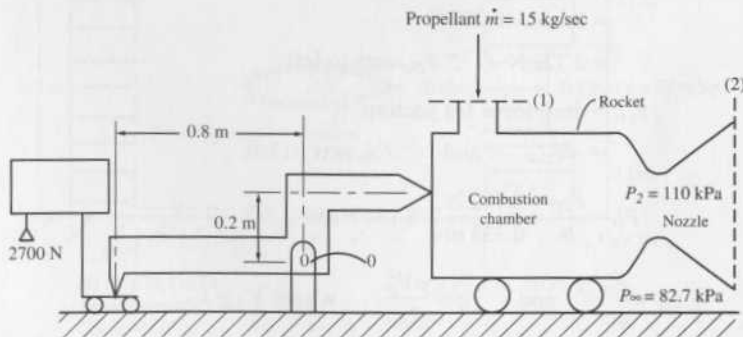 Propellant ṁ = 15 kg/sec
(1)
Rocket
(2)
0.8 m
0.2 m
Combustion
chamber
P₂ = 110 kPa
Nozzle
2700 N
0
0
P∞ = 82.7 kPa